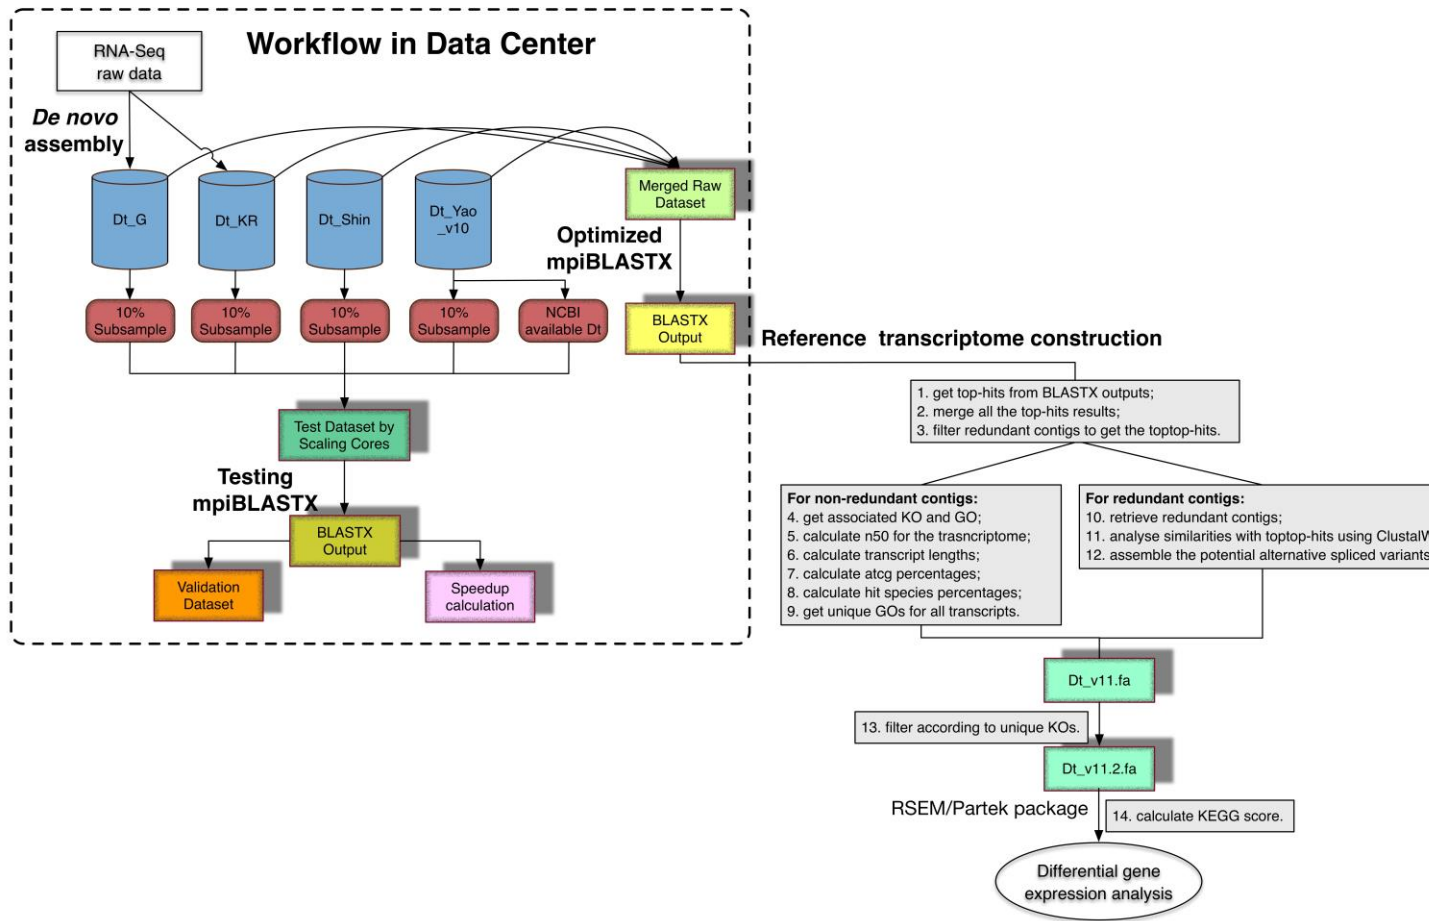 Workflow in Data Center
RNA-Seq
raw data
De novo
assembly
Dt_G
Dt_KR
Dt_Shin
Dt_Yao
_v10
Merged Raw
Dataset
Optimized
mpiBLASTX
10%
Subsample
10%
Subsample
10%
Subsample
10%
Subsample
NCBI
available Dt
BLASTX
Output
Reference transcriptome construction
1. get top-hits from BLASTX outputs;
2. merge all the top-hits results;
3. filter redundant contigs to get the toptop-hits.
Test Dataset by
Scaling Cores
Testing
mpiBLASTX
BLASTX
Output
Validation
Dataset
Speedup
calculation
For non-redundant contigs:
4. get associated KO and GO;
5. calculate n50 for the trasncriptome;
6. calculate transcript lengths;
7. calculate atcg percentages;
8. calculate hit species percentages;
9. get unique GOs for all transcripts.
For redundant contigs:
10. retrieve redundant contigs;
11. analyse similarities with toptop-hits using ClustalW
12. assemble the potential alternative spliced variants
Dt_v11.fa
13. filter according to unique KOs.
Dt_v11.2.fa
RSEM/Partek package
14. calculate KEGG score.
Differential gene
expression analysis